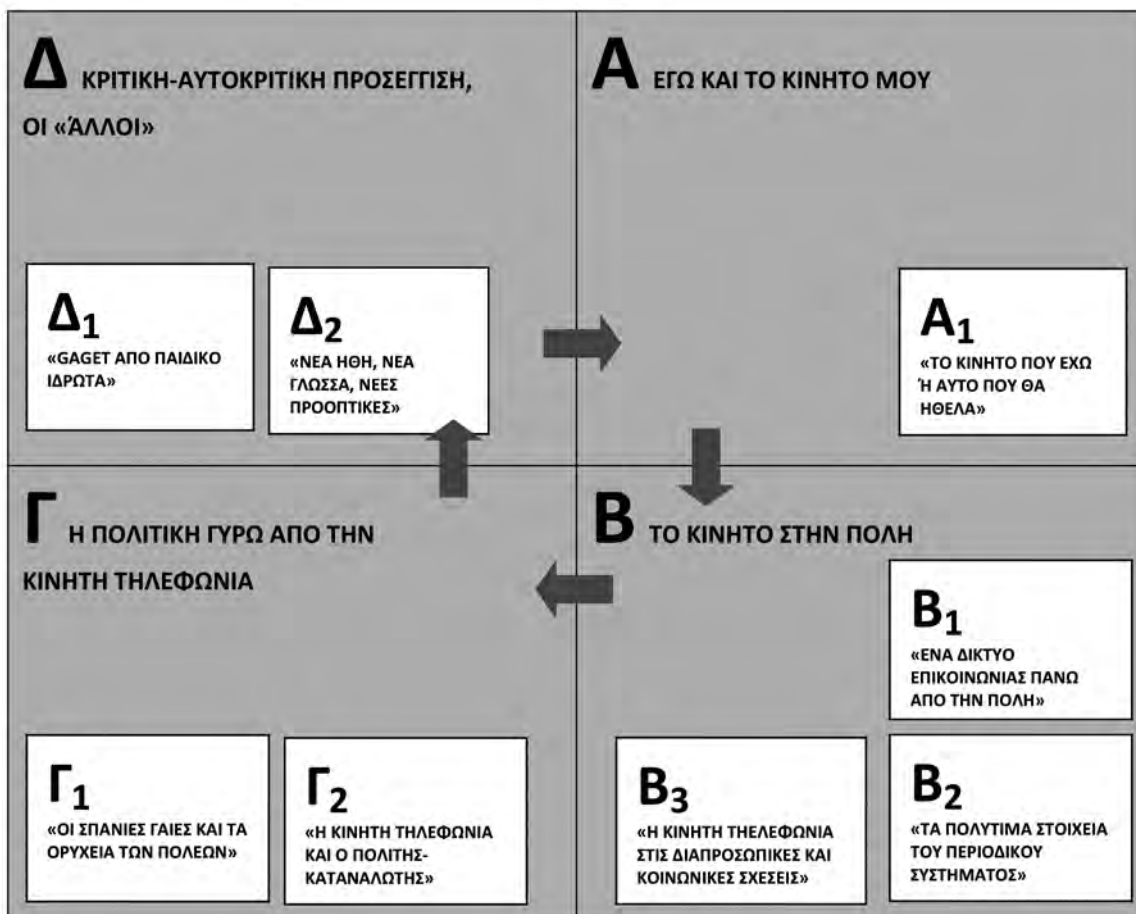 Δ ΚΡΙΤΙΚΗ-ΑΥΤΟΚΡΙΤΙΚΗ ΠΡΟΣΕΓΓΙΣΗ,
ΟΙ «ΆΛΛΟΙ»
Δ1
«GAGET ΑΠΟ ΠΑΙΔΙΚΟ
ΙΔΡΩΤΑ»
Δ2
«ΝΕΑ ΗΘΗ, ΝΕΑ
ΓΛΩΣΣΑ, ΝΕΕΣ
ΠΡΟΟΠΤΙΚΕΣ»
Α ΕΓΩ ΚΑΙ ΤΟ ΚΙΝΗΤΟ ΜΟΥ
Α1
«ΤΟ ΚΙΝΗΤΟ ΠΟΥ ΕΧΩ
Ή ΑΥΤΟ ΠΟΥ ΘΑ
ΗΘΕΛΑ»
Γ Η ΠΟΛΙΤΙΚΗ ΓΥΡΩ ΑΠΟ ΤΗΝ
ΚΙΝΗΤΗ ΤΗΛΕΦΩΝΙΑ
Γ1
«ΟΙ ΣΠΑΝΙΕΣ ΓΑΙΕΣ ΚΑΙ ΤΑ
ΟΡΥΧΕΙΑ ΤΩΝ ΠΟΛΕΩΝ»
Γ2
«Η ΚΙΝΗΤΗ ΤΗΛΕΦΩΝΙΑ
ΚΑΙ Ο ΠΟΛΙΤΗΣ-
ΚΑΤΑΝΑΛΩΤΗΣ»
Β ΤΟ ΚΙΝΗΤΟ ΣΤΗΝ ΠΟΛΗ
Β1
«ΕΝΑ ΔΙΚΤΥΟ
ΕΠΙΚΟΙΝΩΝΙΑΣ ΠΑΝΩ
ΑΠΟ ΤΗΝ ΠΟΛΗ»
Β3
«Η ΚΙΝΗΤΗ ΤΗΕΛΕΦΩΝΙΑ
ΣΤΙΣ ΔΙΑΠΡΟΣΩΠΙΚΕΣ ΚΑΙ
ΚΟΙΝΩΝΙΚΕΣ ΣΧΕΣΕΙΣ»
Β2
«ΤΑ ΠΟΛΥΤΙΜΑ ΣΤΟΙΧΕΙΑ
ΤΟΥ ΠΕΡΙΟΔΙΚΟΥ
ΣΥΣΤΗΜΑΤΟΣ»